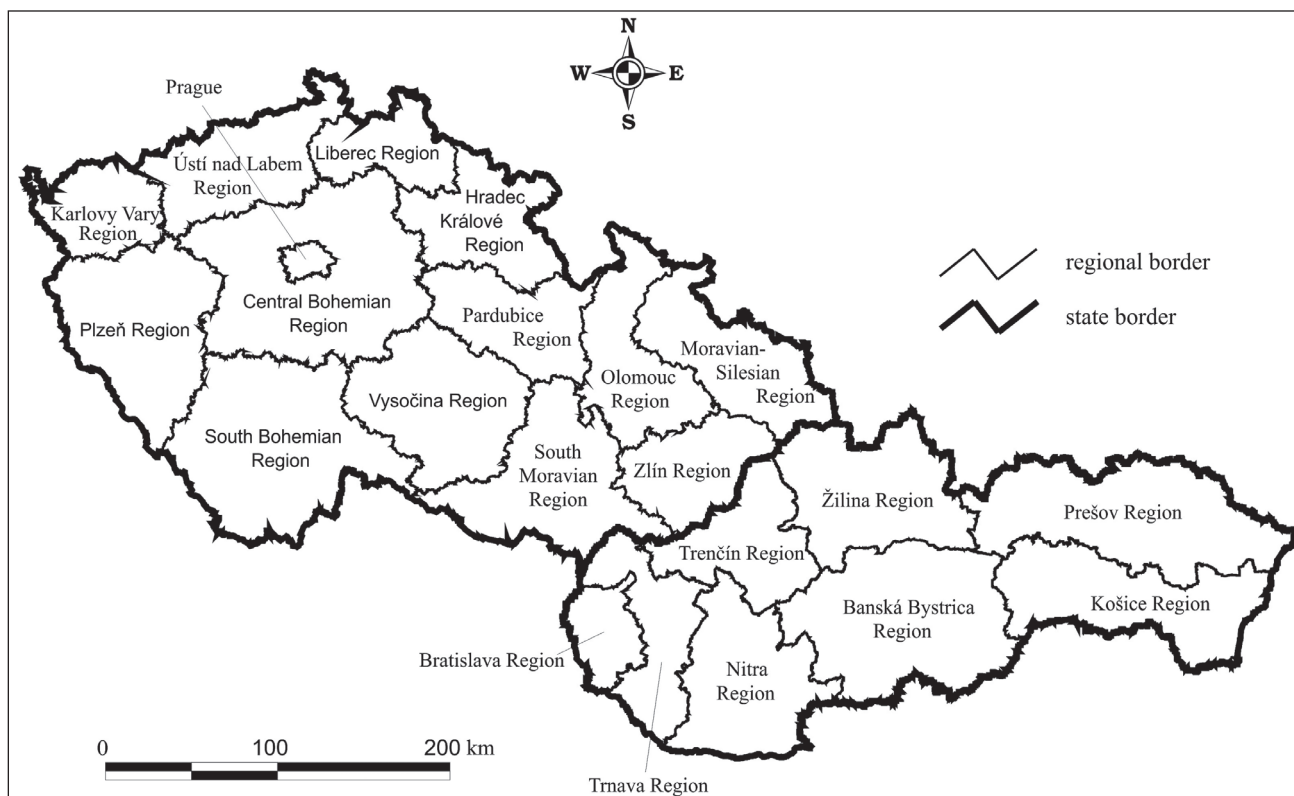 N
W E
S
Prague
Ústí nad Labem
Region
Liberec Region
Karlovy Vary
Region
Hradec
Králové
Region
Central Bohemian
Region
Plzeň Region
Pardubice
Region
Moravian-
Silesian
Region
Olomouc
Region
Vysočina Region
South Bohemian
Region
South
Moravian
Region
Zlín Region
Žilina Region
Prešov Region
Trenčín Region
Banská Bystrica
Region
Košice Region
Bratislava Region
Nitra
Region
Trnava Region
regional border
state border
0 100 200 km